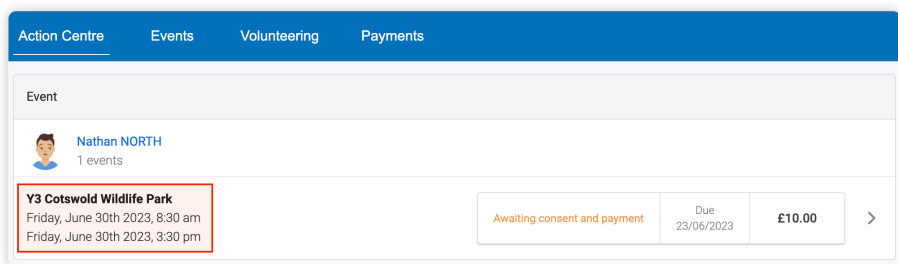 Action Centre Events Volunteering Payments
Event
Nathan NORTH
1 events
Y3 Cotswold Wildlife Park
Friday, June 30th 2023, 8:30 am
Friday, June 30th 2023, 3:30 pm
Awaiting consent and payment
Due
23/06/2023
£10.00